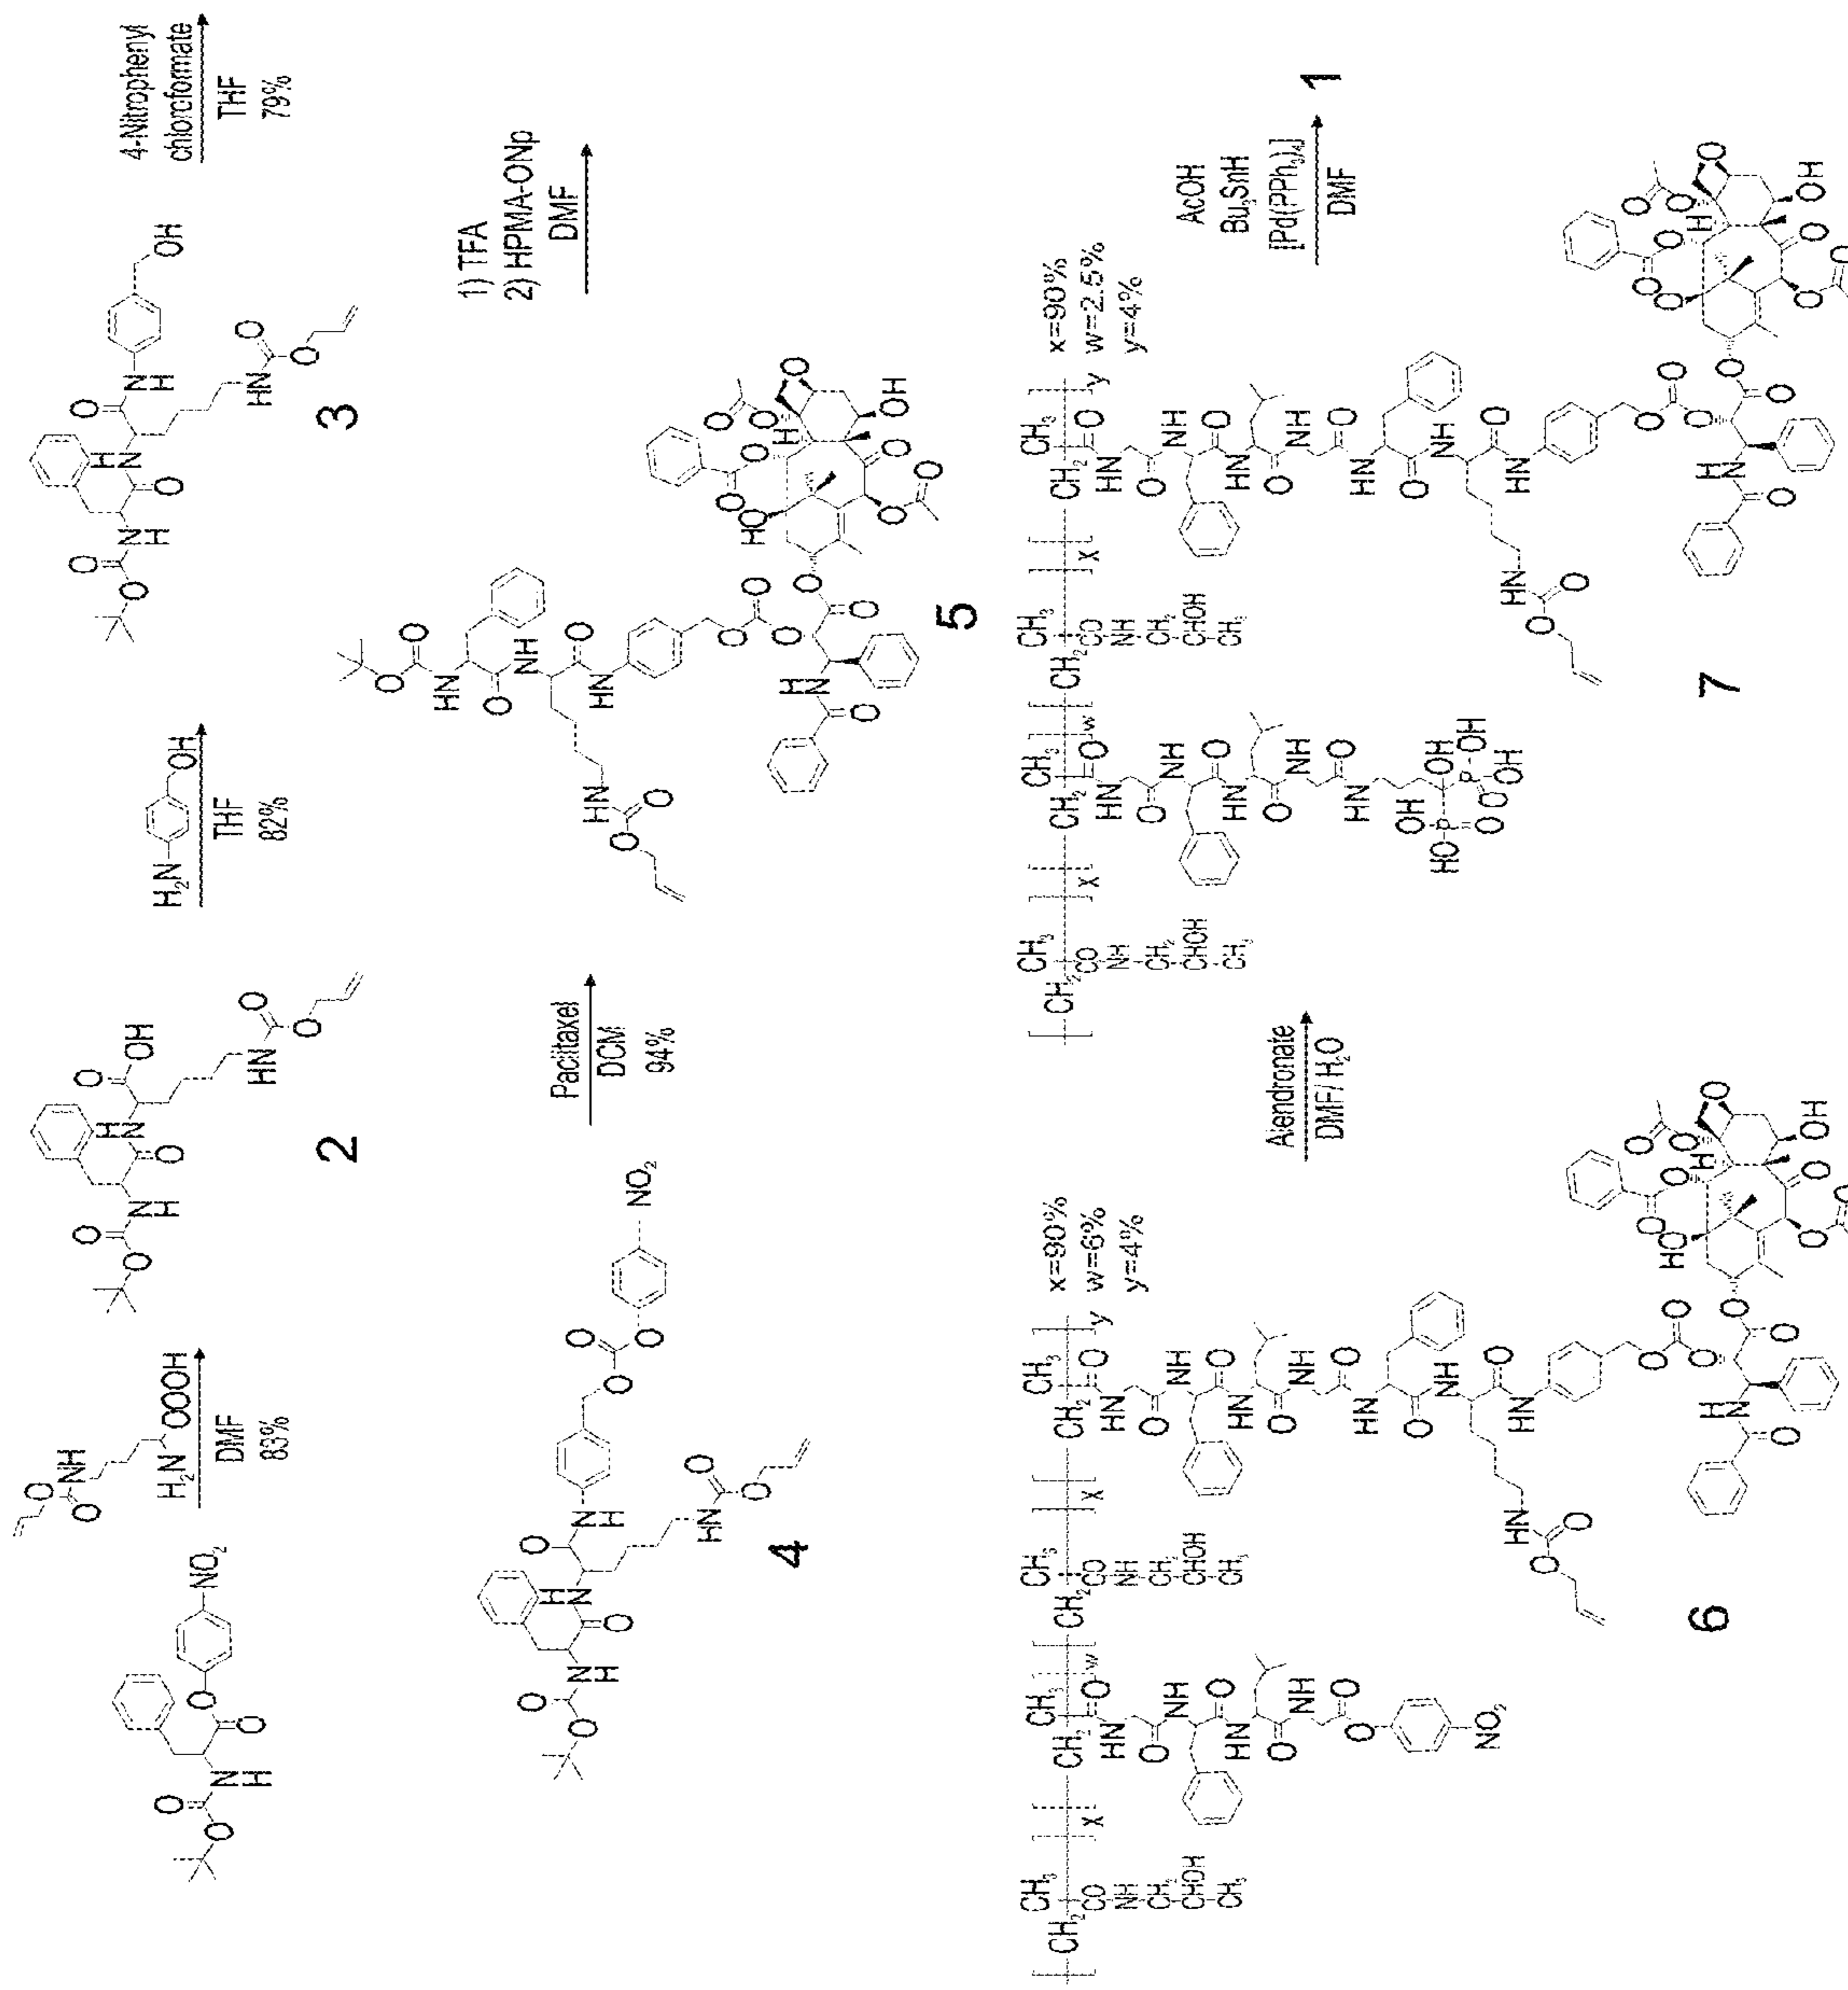 H₂N OOOH
DMF
83%
2
H₂N OH
THF
82%
3
4-Nitrophenyl
chloroformate
THF
79%
4
Paclitaxel
DCM
94%
5
1) TFA
2) HPMA-ONp
DMF
x=90%
w=6%
y=4%
6
Alendronate
DMF/ H₂O
x=90%
w=2.5%
y=4%
7
AcOH
Bu₃SnH
[Pd(PPh₃)₄]
DMF
1